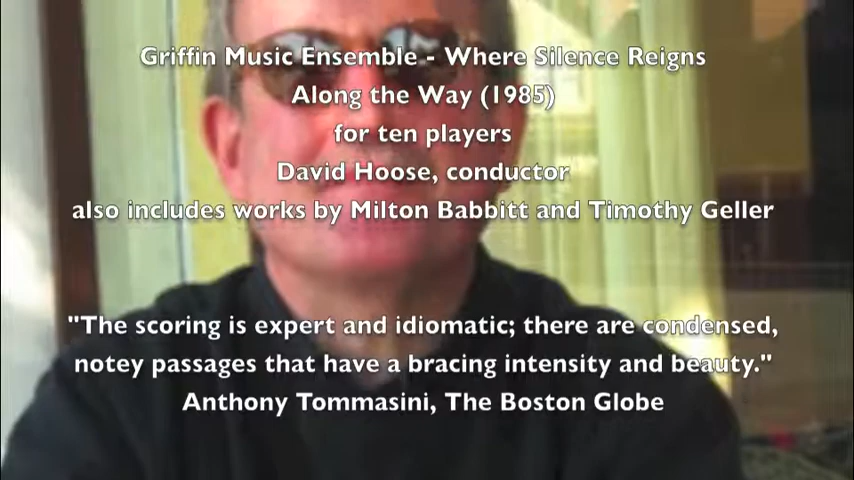 Griffin Music Ensemble - Where Silence Reigns
Along the Way (1985)
for ten players
David Hoose, conductor
also includes works by Milton Babbitt and Timothy Geller
"The scoring is expert and idiomatic; there are condensed,
notey passages that have a bracing intensity and beauty."
Anthony Tommasini, The Boston Globe